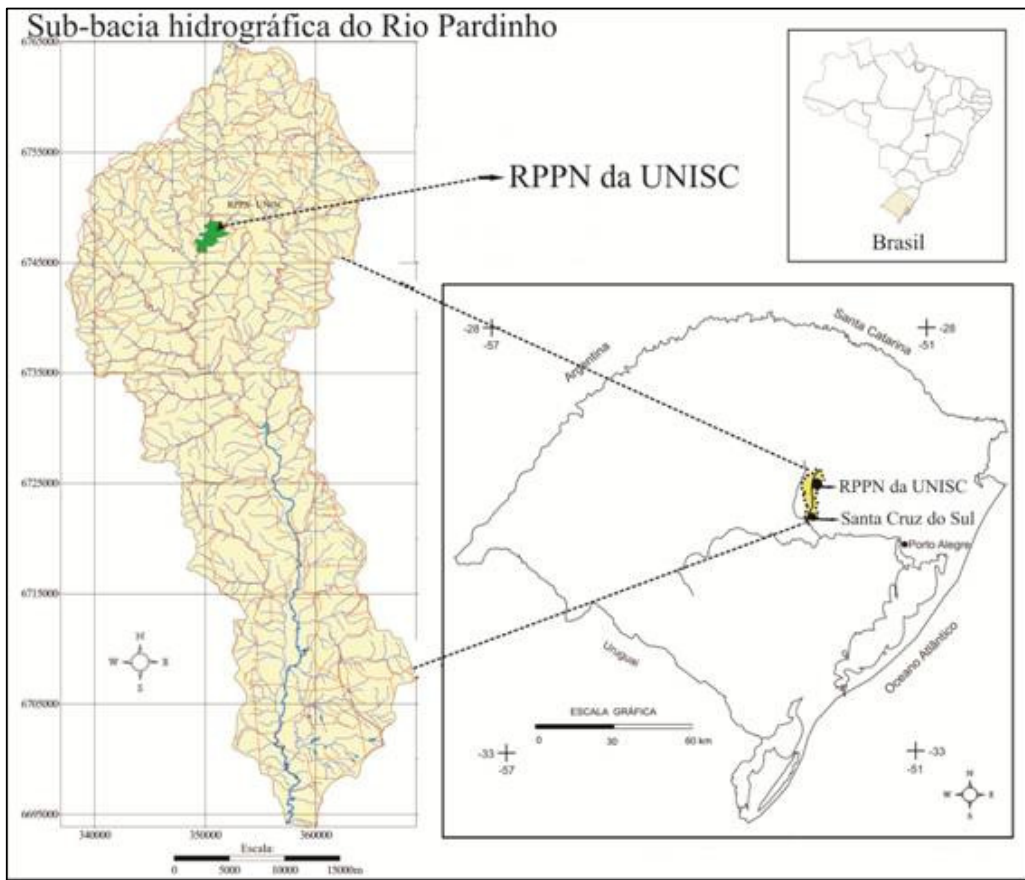 Sub-bacia hidrográfica do Rio Pardinho
6765000
6755000
6745000
6735000
6725000
6715000
6705000
6695000
340000
350000
360000
RPPN- UNISC
RPPN da UNISC
N
W
E
S
Escala:
0
5000
10000
15000m
Brasil
-28
-57
-28
-51
Argentina
Santa Catarina
RPPN da UNISC
Santa Cruz do Sul
Porto Alegre
Oceano Atlântico
Uruguai
ESCALA GRÁFICA
0
30
60 km
-33
-57
-33
-51
N
W
E
S